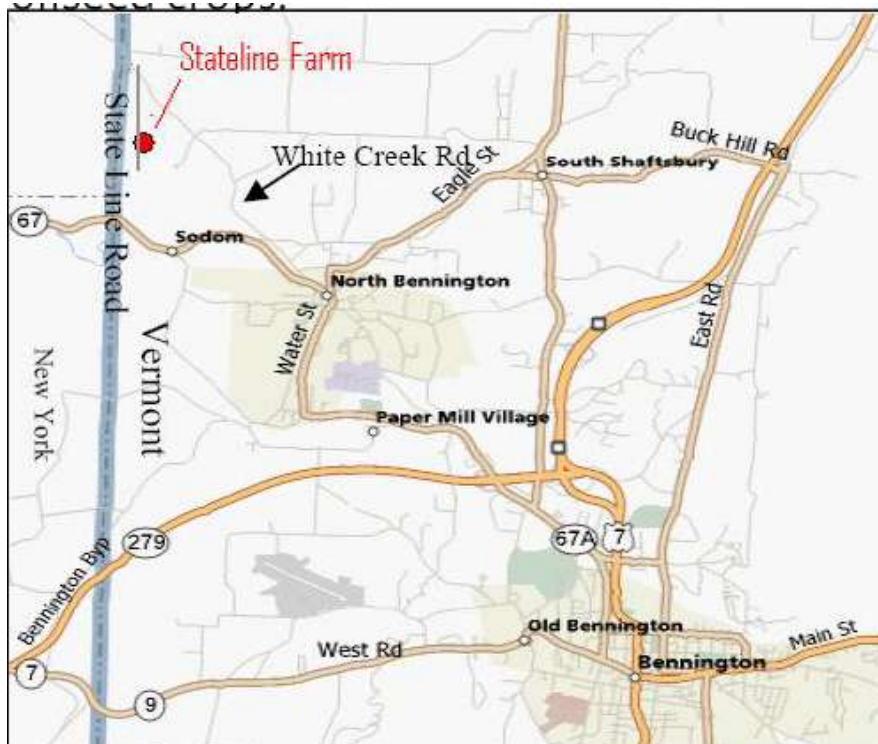 oilseed crops.
Stateline Farm
State Line Road
White Creek Rd
Eagle St
Buck Hill Rd
South Shaftsbury
67
Sodom
North Bennington
Water St
East Rd
New York
Vermont
Paper Mill Village
279
67A
7
Bennington Byp
Old Bennington
West Rd
Main St
Bennington
7
9